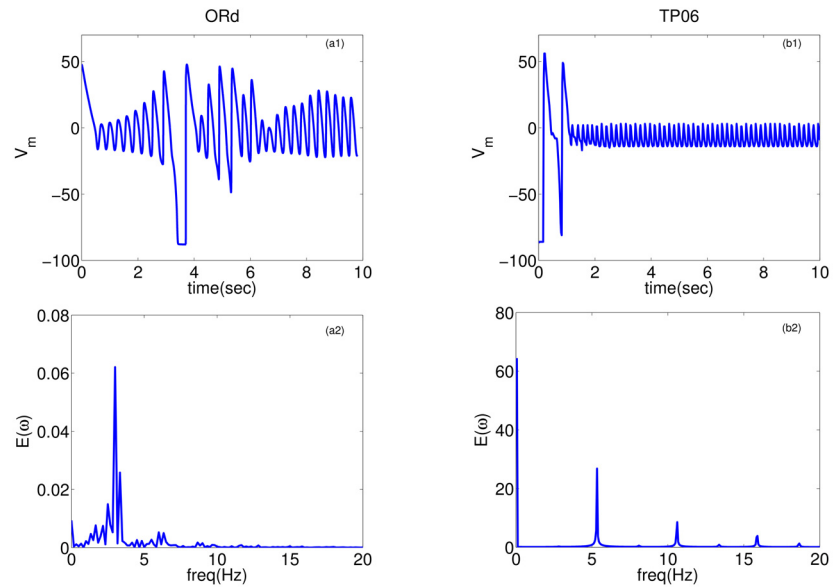 ORd
TP06
(a1)
50
0
-50
-100
V_m
0 2 4 6 8 10
time(sec)
(b1)
50
0
-50
-100
V_m
0 2 4 6 8 10
time(sec)
(a2)
0.08
0.06
0.04
0.02
0
E(ω)
0 5 10 15 20
freq(Hz)
(b2)
80
60
40
20
0
E(ω)
0 5 10 15 20
freq(Hz)